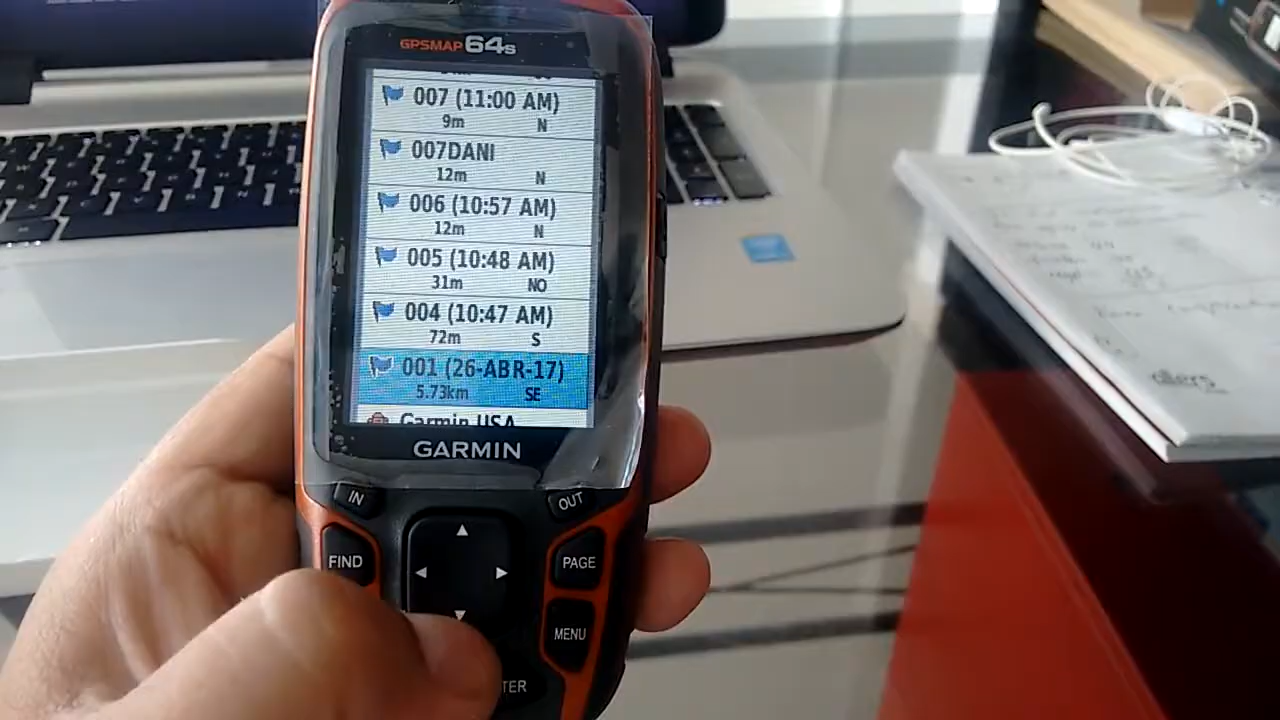 GPSMAP 64s
007 (11:00 AM)
9m N
007DANI
12m N
006 (10:57 AM)
12m N
005 (10:48 AM)
31m NO
004 (10:47 AM)
72m S
001 (26-ABR-17)
5.73km SE
Garmin USA
GARMIN
IN
OUT
FIND
PAGE
MENU
TER